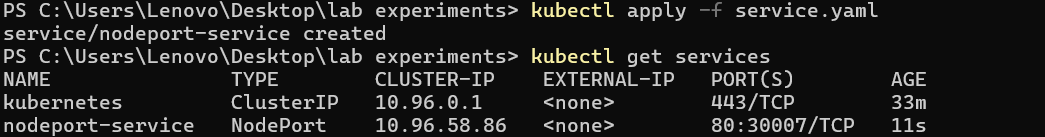 PS C:\Users\Lenovo\Desktop\lab experiments> kubectl apply -f service.yaml
service/nodeport-service created
PS C:\Users\Lenovo\Desktop\lab experiments> kubectl get services
NAME               TYPE        CLUSTER-IP    EXTERNAL-IP   PORT(S)        AGE
kubernetes         ClusterIP   10.96.0.1     <none>        443/TCP        33m
nodeport-service   NodePort    10.96.58.86   <none>        80:30007/TCP   11s